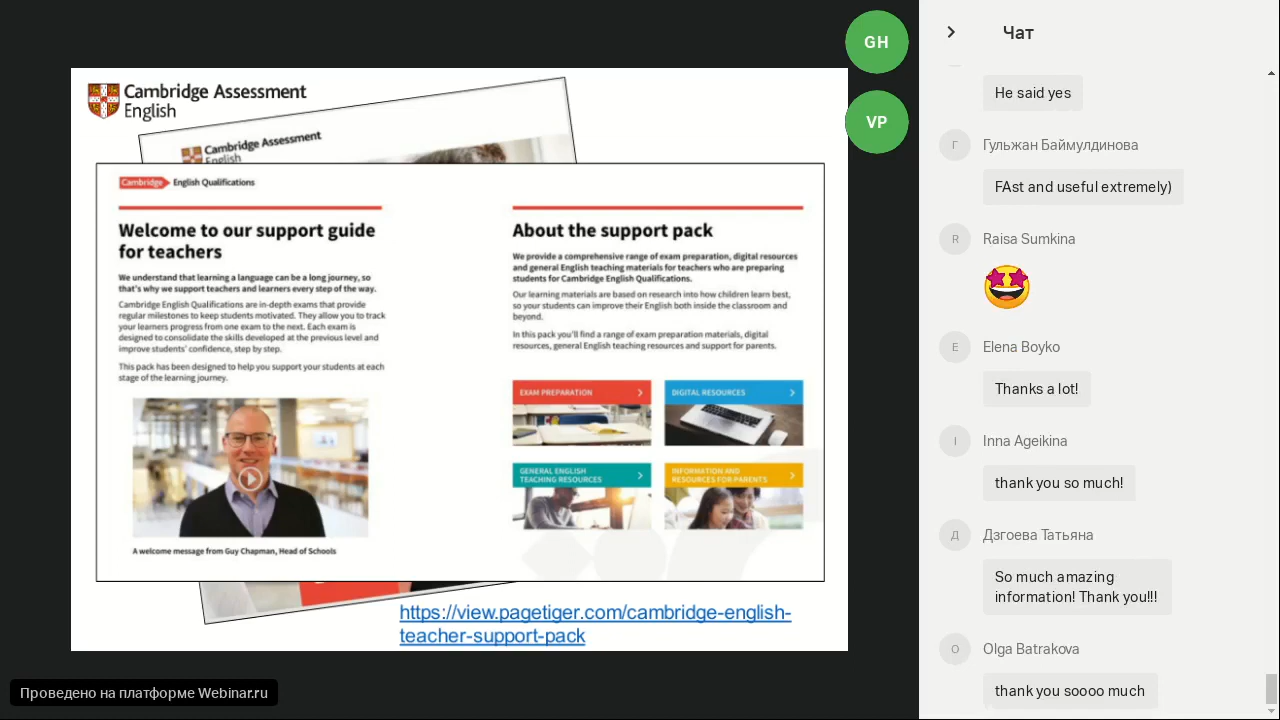 Cambridge Assessment
English
Cambridge Assessment
English
Cambridge English Qualifications
Welcome to our support guide
for teachers
We understand that learning a language can be a long journey, so
that's why we support teachers and learners every step of the way.
Cambridge English Qualifications are in-depth exams that provide
regular milestones to keep students motivated. They allow you to track
your learners progress from one exam to the next. Each exam is
designed to consolidate the skills developed at the previous level and
improve students' confidence, step by step.
This pack has been designed to help you support your students at each
stage of the learning journey.
A welcome message from Guy Chapman, Head of Schools
About the support pack
We provide a comprehensive range of exam preparation, digital resources
and general English teaching materials for teachers who are preparing
students for Cambridge English Qualifications.
Our learning materials are based on research into how children learn best,
so your students can improve their English both inside the classroom and
beyond.
In this pack you'll find a range of exam preparation materials, digital
resources, general English teaching resources and support for parents.
EXAM PREPARATION
DIGITAL RESOURCES
GENERAL ENGLISH
TEACHING RESOURCES
INFORMATION AND
RESOURCES FOR PARENTS
https://view.pagetiger.com/cambridge-english-
teacher-support-pack
Проведено на платформе Webinar.ru
GH
VP
Чат
He said yes
Г Гульжан Баймулдинова
FAst and useful extremely)
R Raisa Sumkina
E Elena Boyko
Thanks a lot!
I Inna Ageikina
thank you so much!
Д Дзгоева Татьяна
So much amazing
information! Thank you!!!
O Olga Batrakova
thank you soooo much